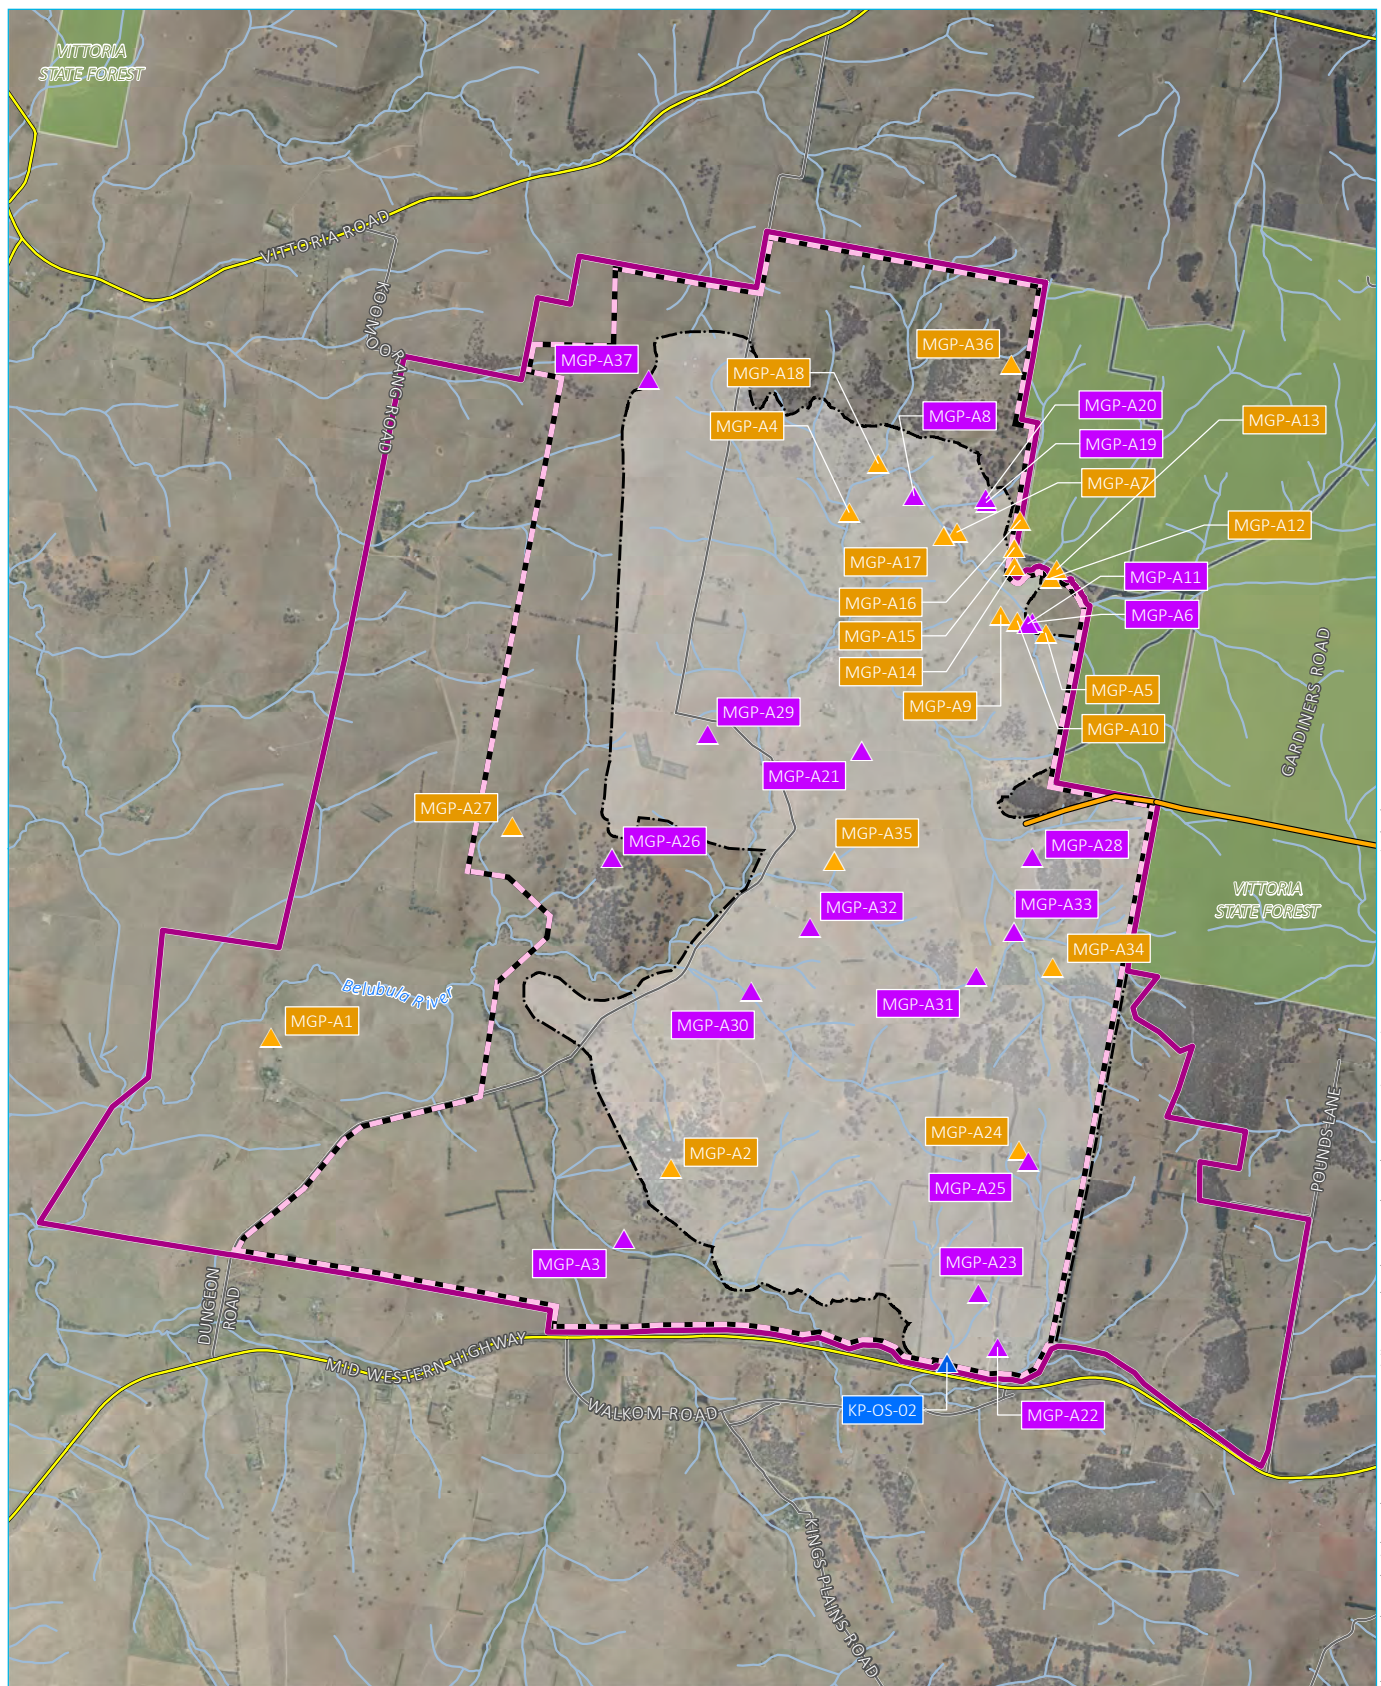 VITTORIA
STATE FOREST
VITTORIA ROAD
KOOMOORANG ROAD
MGP-A37
MGP-A18
MGP-A36
MGP-A4
MGP-A8
MGP-A20
MGP-A13
MGP-A19
MGP-A7
MGP-A12
MGP-A17
MGP-A11
MGP-A16
MGP-A6
MGP-A15
MGP-A14
MGP-A5
MGP-A9
MGP-A10
GARDINERS ROAD
MGP-A29
MGP-A21
MGP-A27
MGP-A35
MGP-A26
MGP-A28
MGP-A32
MGP-A33
VITTORIA
STATE FOREST
MGP-A34
Belubula River
MGP-A31
MGP-A1
MGP-A30
POUNDS LANE
MGP-A24
MGP-A2
MGP-A25
MGP-A3
MGP-A23
DUNGEON
ROAD
MID WESTERN HIGHWAY
WALKOM ROAD
KP-OS-02
MGP-A22
KINGS PLAINS ROAD